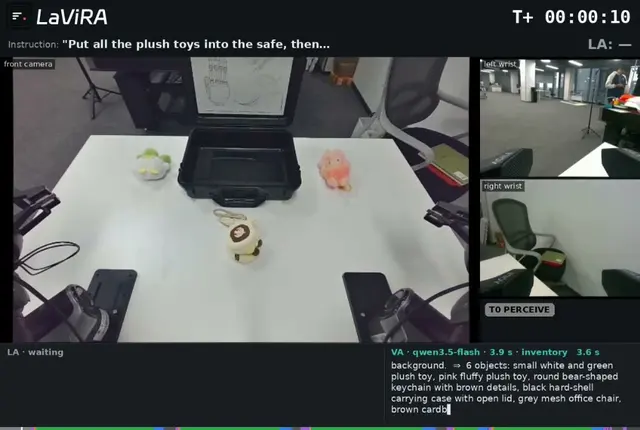 LaViRA
T+ 00:00:10
Instruction: "Put all the plush toys into the safe, then…
LA: —
front camera
left wrist
right wrist
T0 PERCEIVE
LA · waiting
VA · qwen3.5-flash · 3.9 s · inventory 3.6 s
background. ⇒ 6 objects: small white and green
plush toy, pink fluffy plush toy, round bear-shaped
keychain with brown details, black hard-shell
carrying case with open lid, grey mesh office chair,
brown cardb